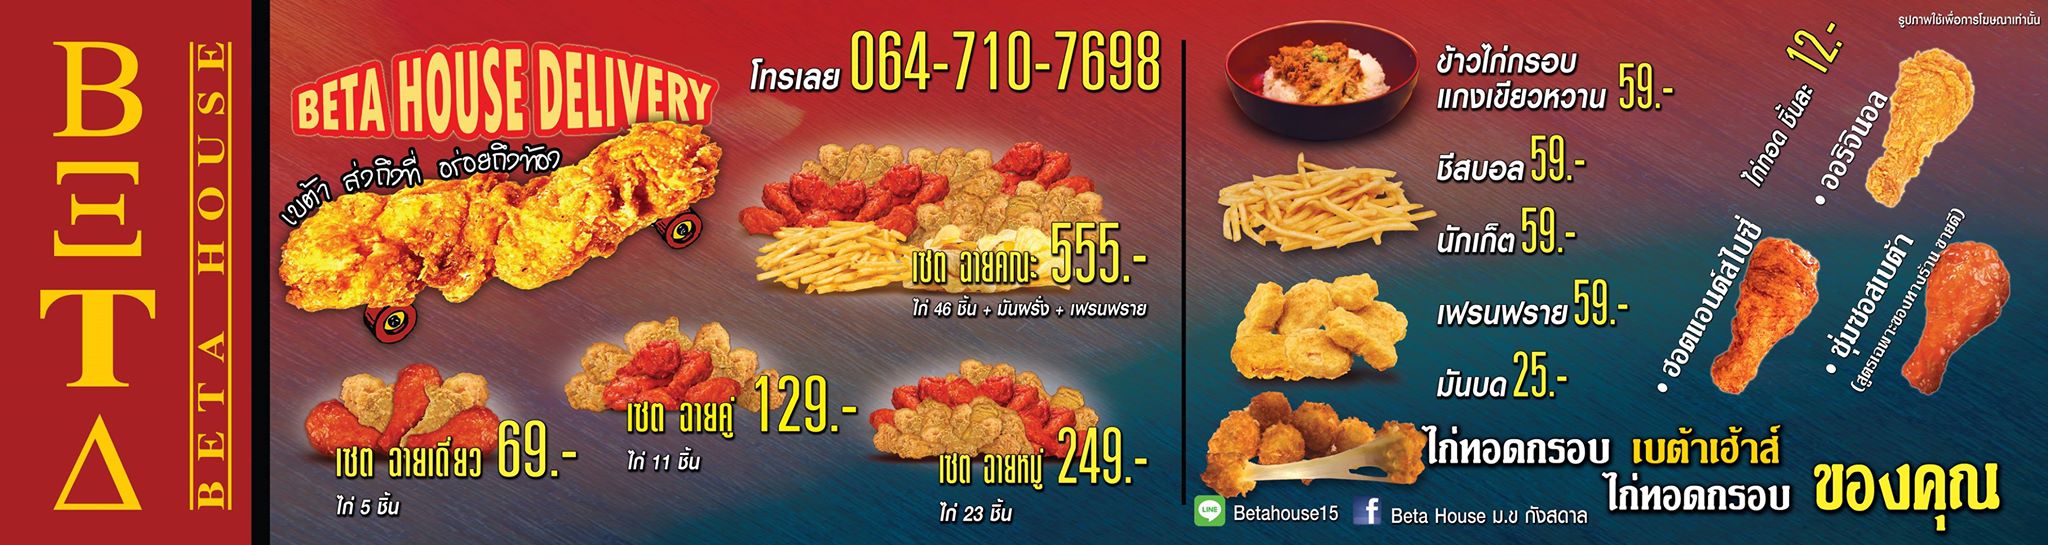 BΞTΔ
BETA HOUSE
BETA HOUSE DELIVERY
เบต้า ส่งถึงที่ อร่อยถึงท้อง
โทรเลย 064-710-7698
เซต ฉายคณะ 555.-
ไก่ 46 ชิ้น + มันฝรั่ง + เฟรนฟราย
เซต ฉายเดี่ยว 69.-
ไก่ 5 ชิ้น
เซต ฉายคู่ 129.-
ไก่ 11 ชิ้น
เซต ฉายหมู่ 249.-
ไก่ 23 ชิ้น
ข้าวไก่กรอบ
แกงเขียวหวาน 59.-
ชีสบอล 59.-
นักเก็ต 59.-
เฟรนฟราย 59.-
มันบด 25.-
รูปภาพใช้เพื่อการโฆษณาเท่านั้น
ไก่ทอด ชิ้นละ 12.-
• ออริจินอล
• ฮอตแอนด์สไปซี่
• ชุ่มซอสเบต้า
(สูตรเฉพาะของทางร้าน ขายดี)
ไก่ทอดกรอบ เบต้าเฮ้าส์
ไก่ทอดกรอบ ของคุณ
LINE Betahouse15 f Beta House ม.ข กังสดาล